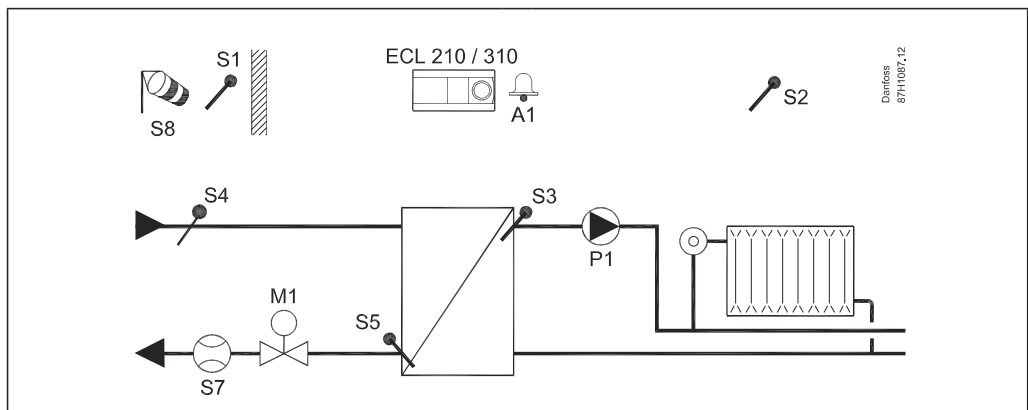 ECL 210 / 310
S1
S8
A1
S2
Danfoss
87H1087.12
S4
S3
P1
M1
S5
S7